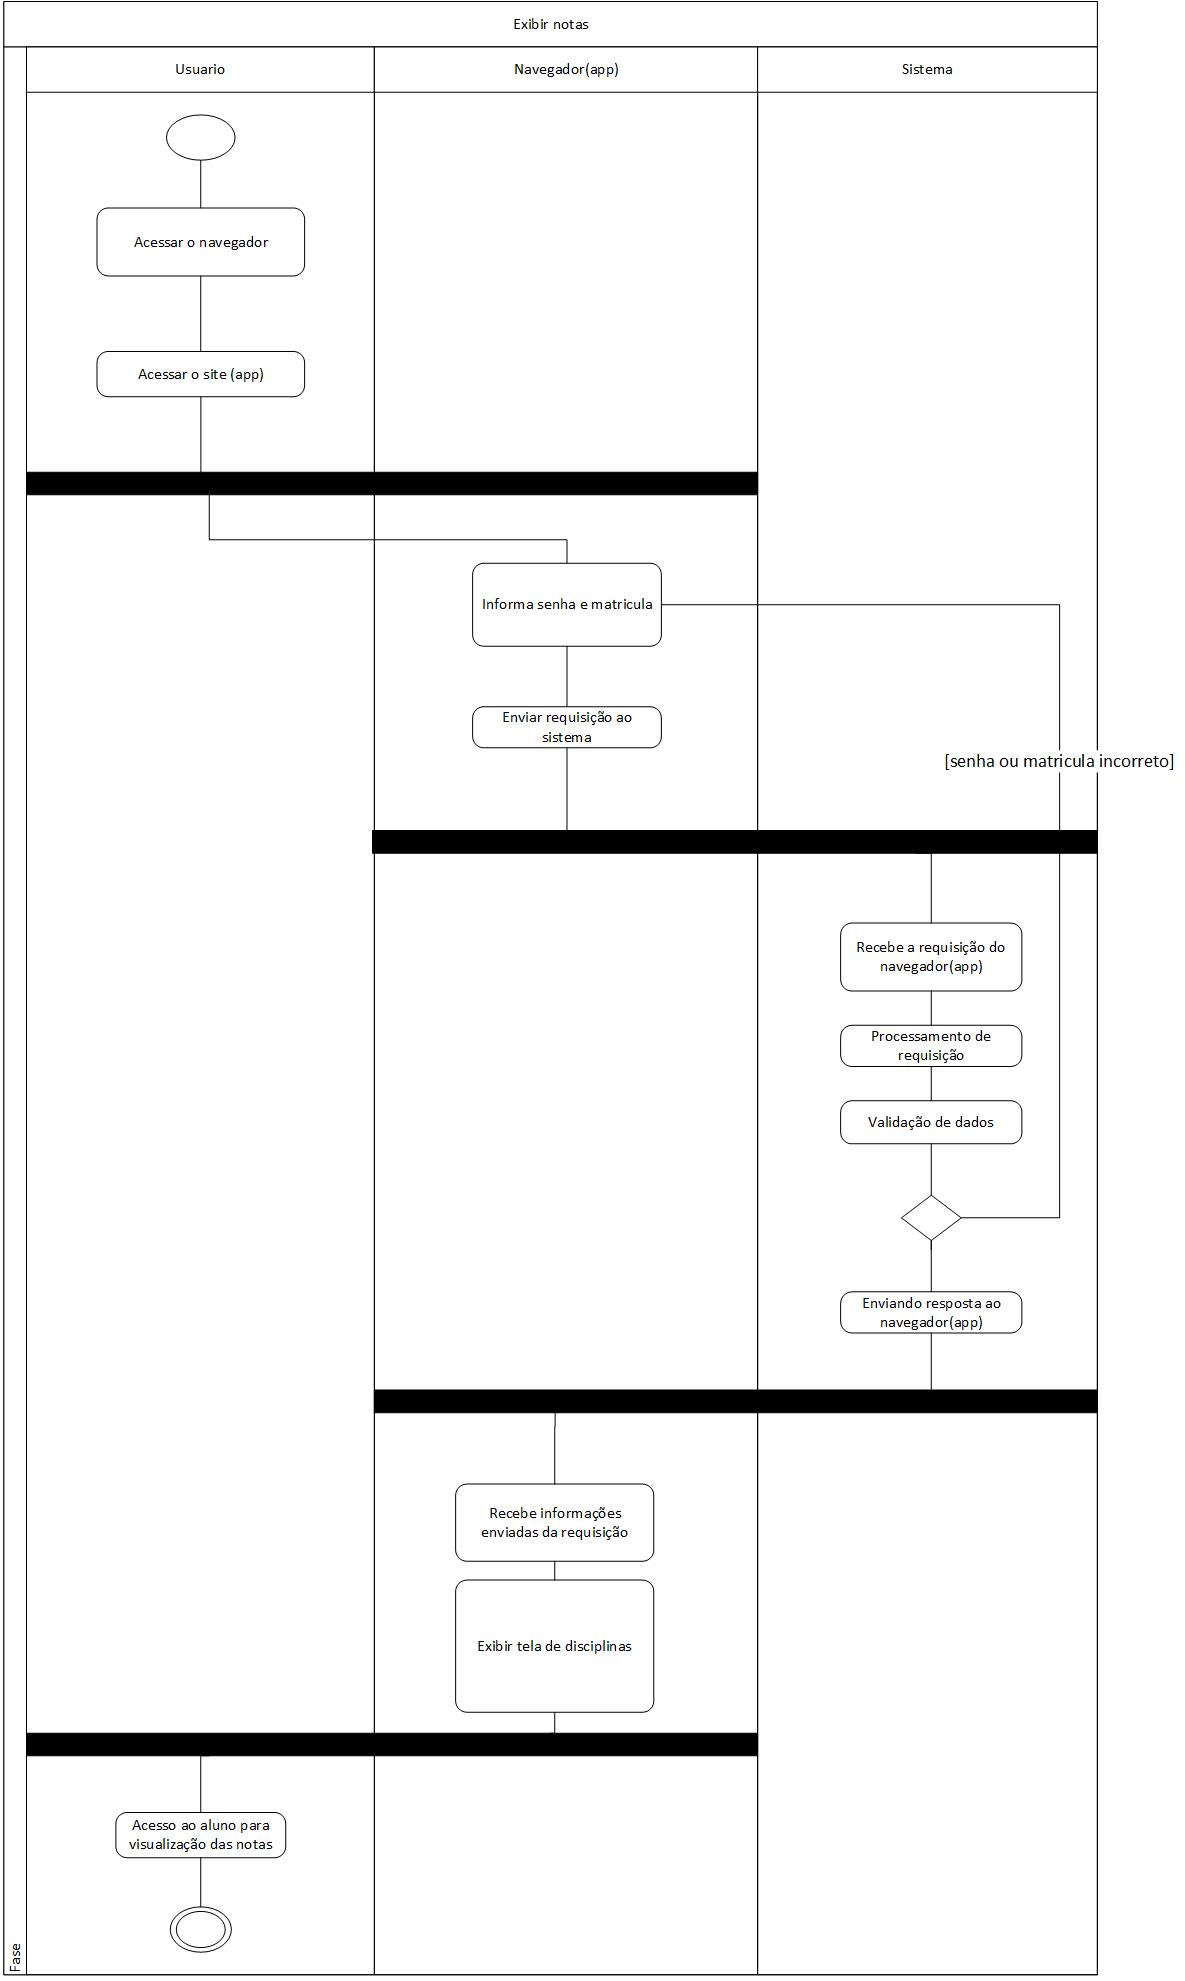 Exibir notas
Usuario
Navegador(app)
Sistema
Acessar o navegador
Acessar o site (app)
Informa senha e matricula
Enviar requisição ao
sistema
[senha ou matricula incorreto]
Recebe a requisição do
navegador(app)
Processamento de
requisição
Validação de dados
Enviando resposta ao
navegador(app)
Recebe informações
enviadas da requisição
Exibir tela de disciplinas
Acesso ao aluno para
visualização das notas
Fase